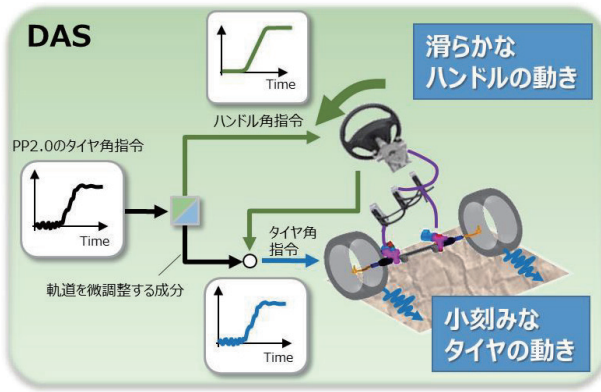 DAS
滑らかな
ハンドルの動き
Time
ハンドル角指令
PP2.0のタイヤ角指令
Time
タイヤ角
指令
軌道を微調整する成分
Time
小刻みな
タイヤの動き